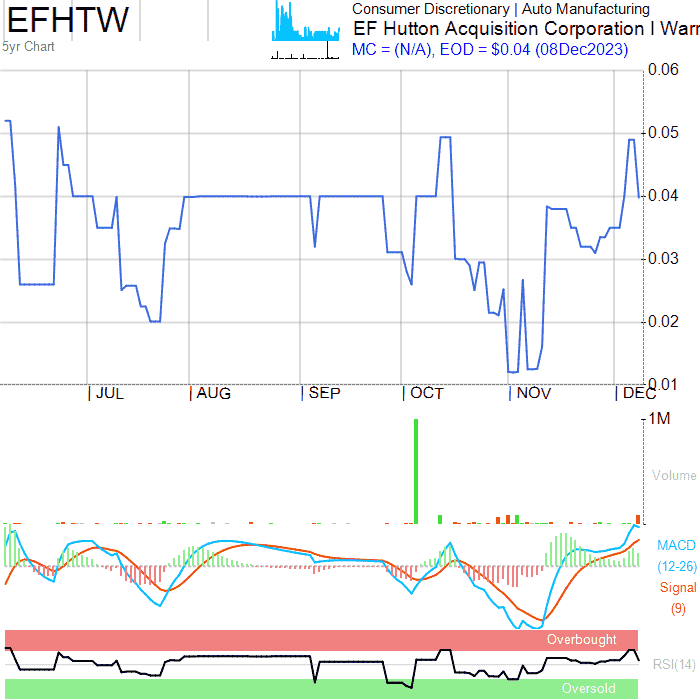 EFHTW
Consumer Discretionary | Auto Manufacturing
5yr Chart
EF Hutton Acquisition Corporation I Warr
MC = (N/A), EOD = $0.04 (08Dec2023)
0.06
0.05
0.04
0.03
0.02
0.01
JUL AUG SEP OCT NOV DEC
1M
Volume
MACD
(12-26)
Signal
(9)
Overbought
RSI(14)
Oversold